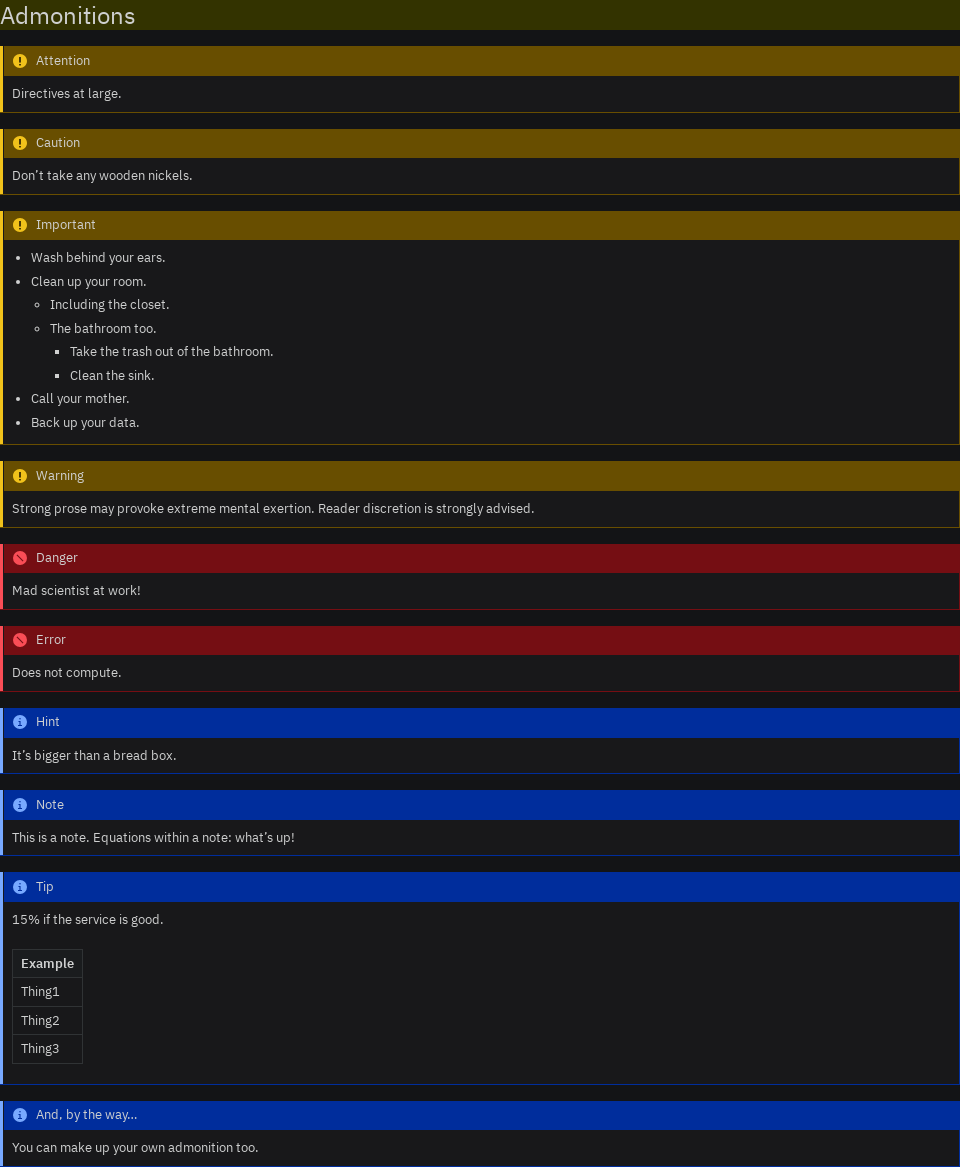 Admonitions
Attention
Directives at large.
Caution
Don’t take any wooden nickels.
Important
Wash behind your ears.
Clean up your room.
Including the closet.
The bathroom too.
Take the trash out of the bathroom.
Clean the sink.
Call your mother.
Back up your data.
Warning
Strong prose may provoke extreme mental exertion. Reader discretion is strongly advised.
Danger
Mad scientist at work!
Error
Does not compute.
Hint
It’s bigger than a bread box.
Note
This is a note. Equations within a note: what’s up!
Tip
15% if the service is good.
Example
Thing1
Thing2
Thing3
And, by the way…
You can make up your own admonition too.